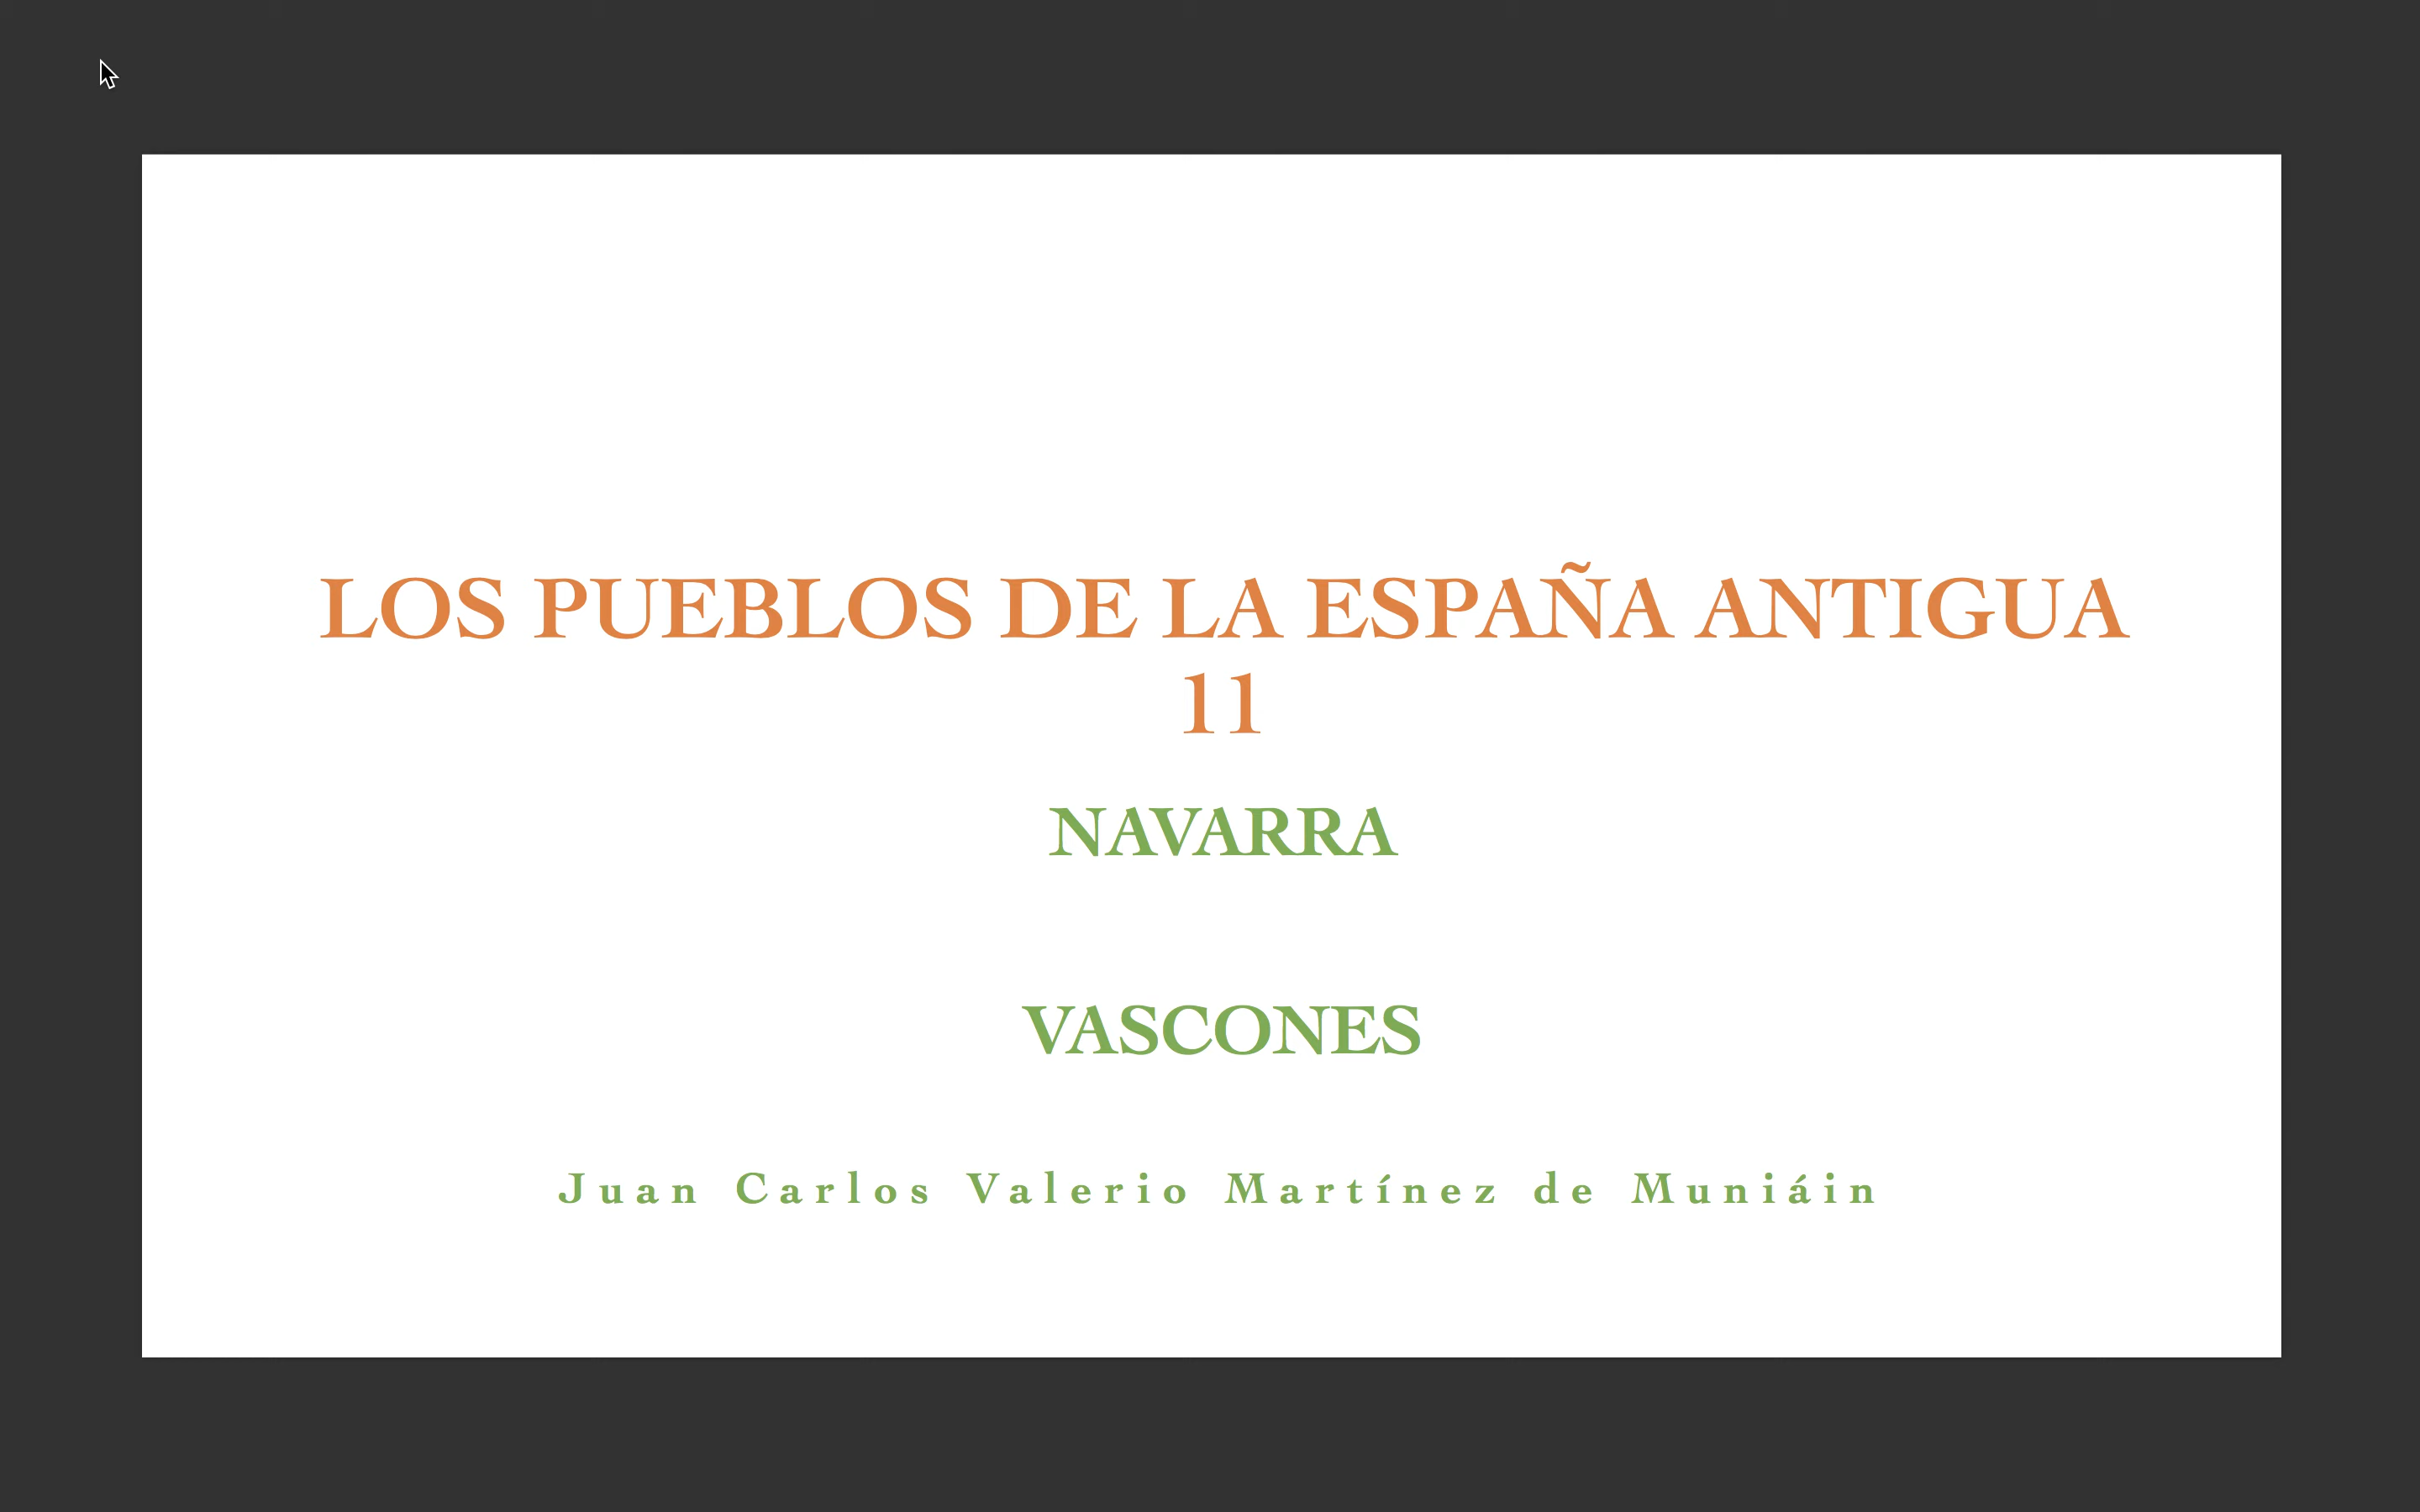 LOS PUEBLOS DE LA ESPAÑA ANTIGUA
11
NAVARRA
VASCONES
Juan Carlos Valerio Martínez de Muniáin